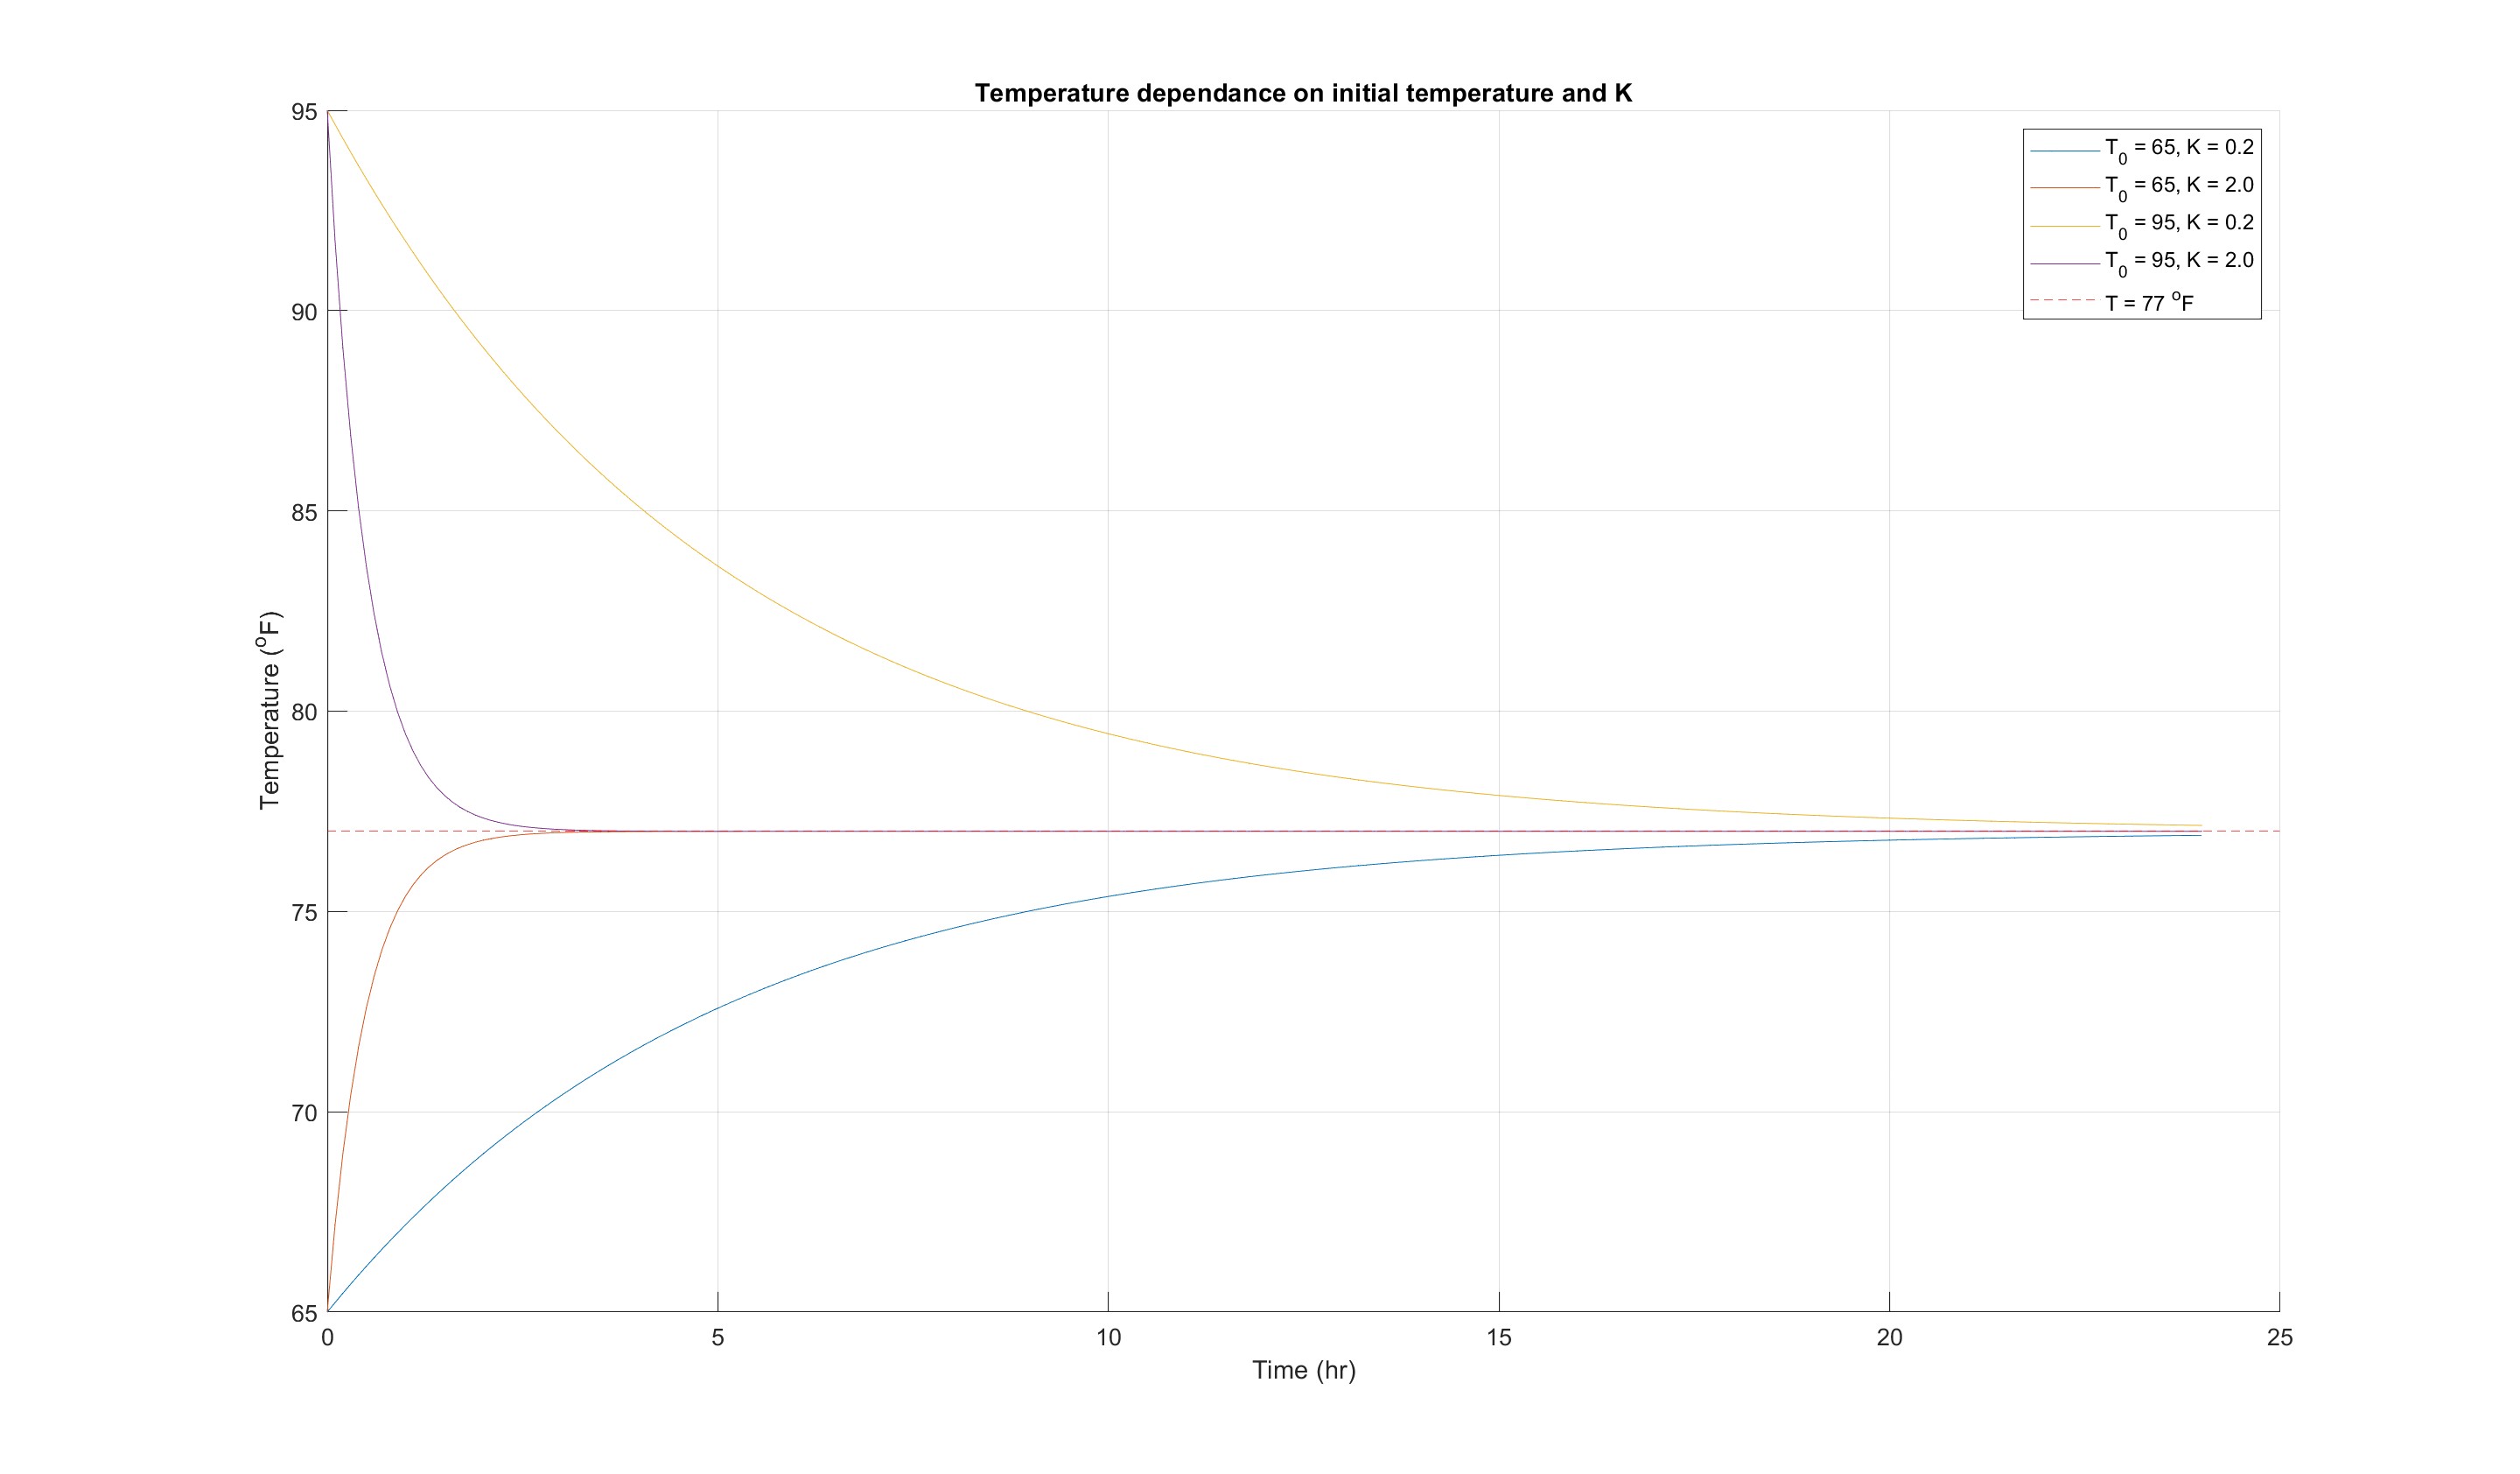 Temperature dependance on initial temperature and K
95
90
85
80
75
70
65
Temperature (°F)
T0 = 65, K = 0.2
T0 = 65, K = 2.0
T0 = 95, K = 0.2
T0 = 95, K = 2.0
T = 77 °F
0 5 10 15 20 25
Time (hr)